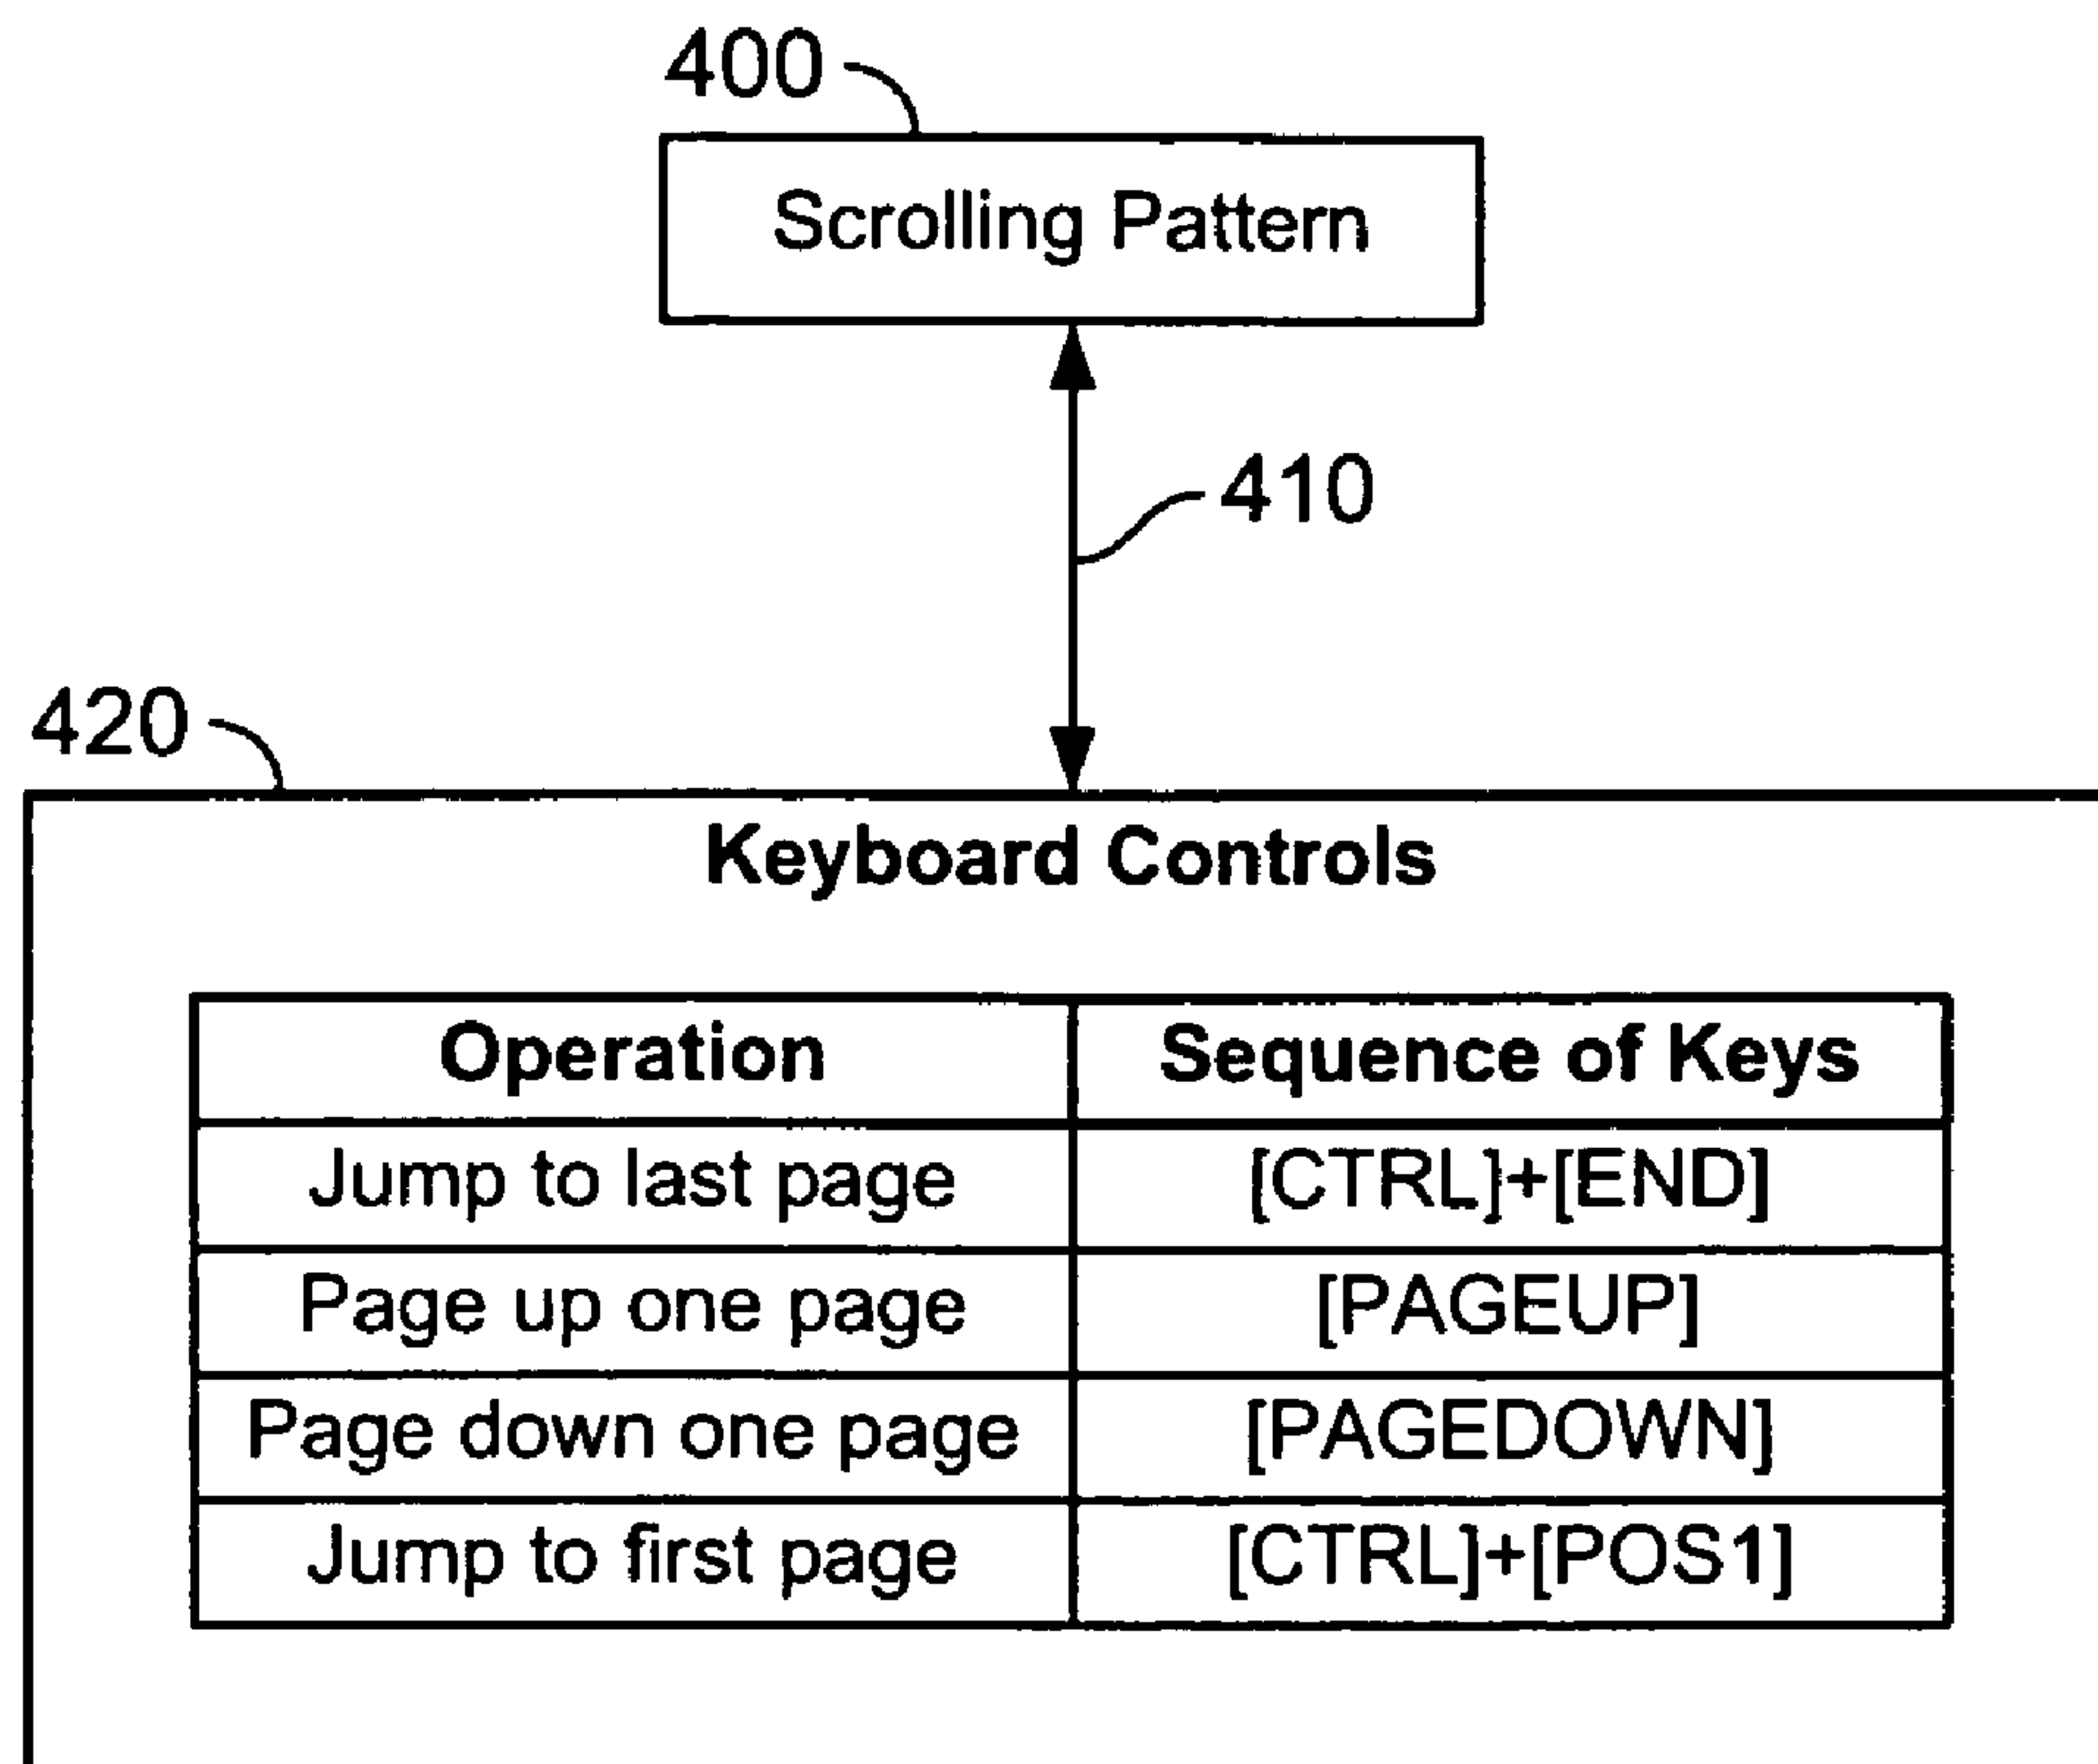 400
Scrolling Pattern
410
420
Keyboard Controls
Operation Sequence of Keys
Jump to last page [CTRL]+[END]
Page up one page [PAGEUP]
Page down one page [PAGEDOWN]
Jump to first page [CTRL]+[POS1]